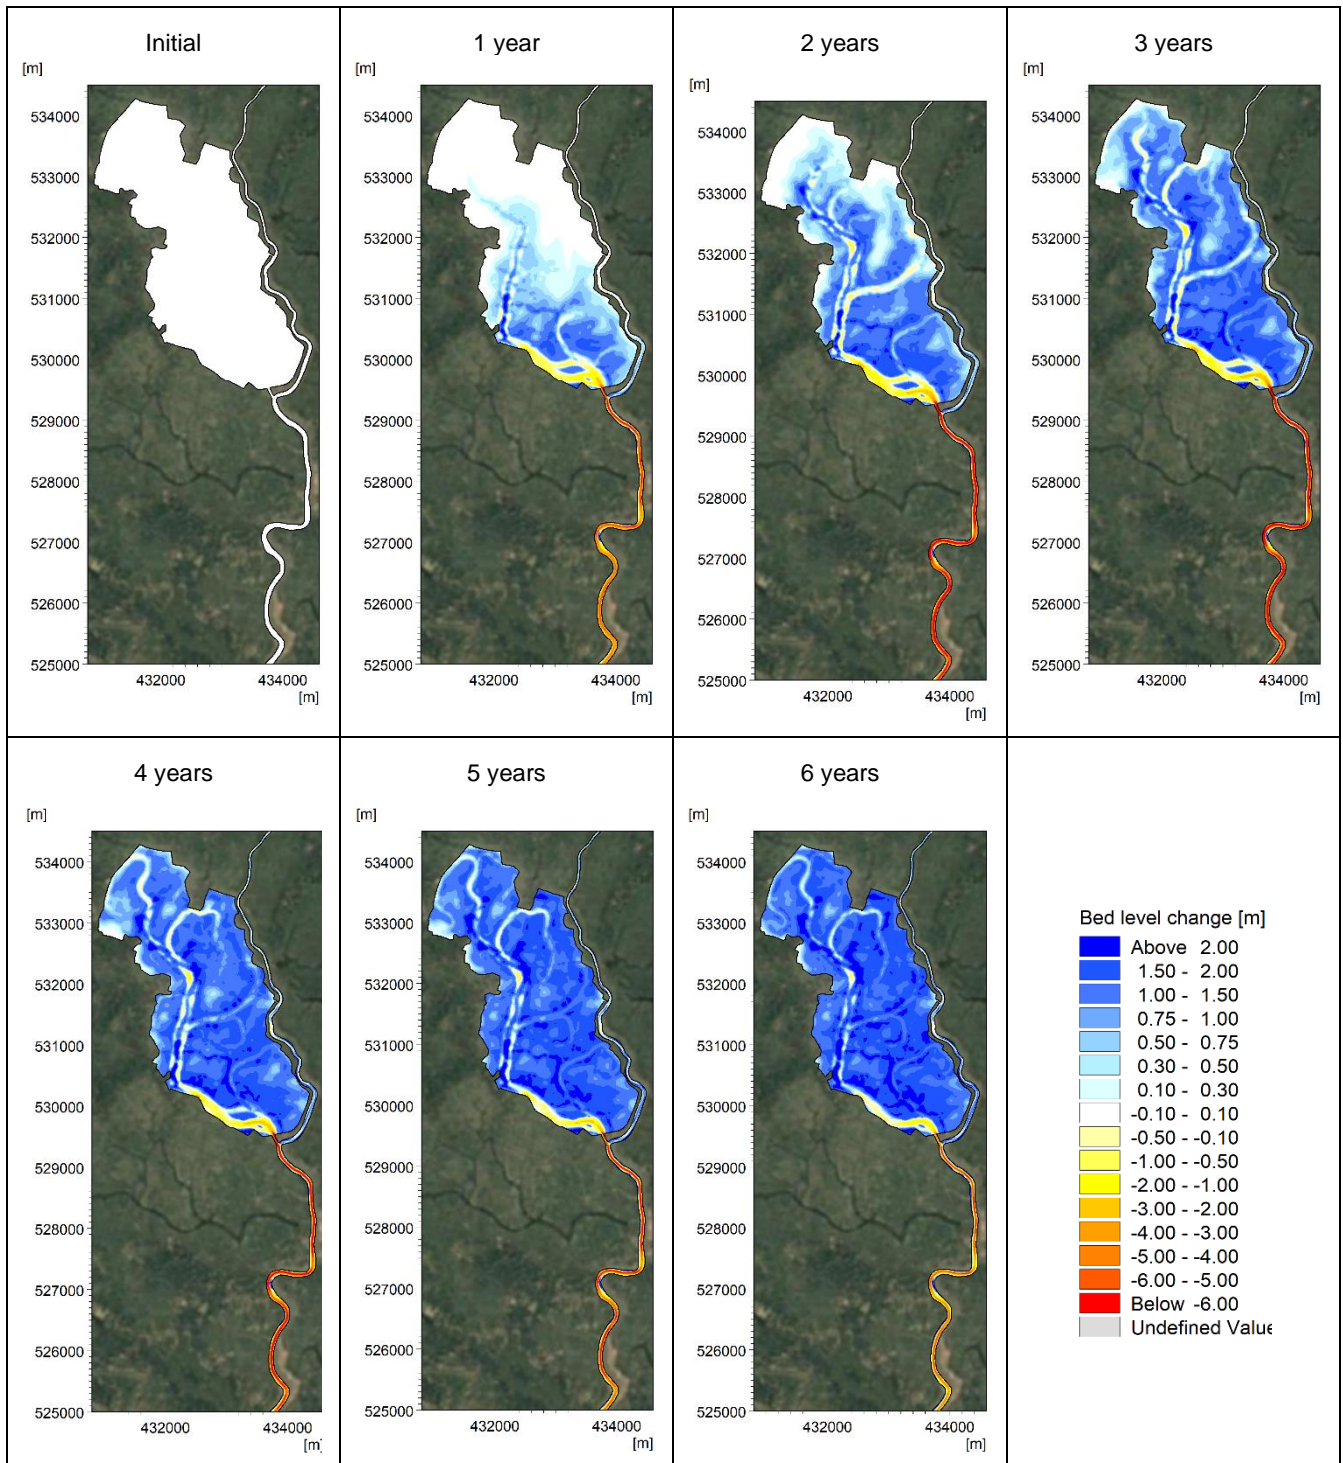 Initial
[m]
534000
533000
532000
531000
530000
529000
528000
527000
526000
525000
432000 434000
[m]
1 year
[m]
534000
533000
532000
531000
530000
529000
528000
527000
526000
525000
432000 434000
[m]
2 years
[m]
534000
533000
532000
531000
530000
529000
528000
527000
526000
525000
432000 434000
[m]
3 years
[m]
534000
533000
532000
531000
530000
529000
528000
527000
526000
525000
432000 434000
[m]
4 years
[m]
534000
533000
532000
531000
530000
529000
528000
527000
526000
525000
432000 434000
[m]
5 years
[m]
534000
533000
532000
531000
530000
529000
528000
527000
526000
525000
432000 434000
[m]
6 years
[m]
534000
533000
532000
531000
530000
529000
528000
527000
526000
525000
432000 434000
[m]
Bed level change [m]
Above 2.00
1.50 - 2.00
1.00 - 1.50
0.75 - 1.00
0.50 - 0.75
0.30 - 0.50
0.10 - 0.30
-0.10 - 0.10
-0.50 - -0.10
-1.00 - -0.50
-2.00 - -1.00
-3.00 - -2.00
-4.00 - -3.00
-5.00 - -4.00
-6.00 - -5.00
Below -6.00
Undefined Value